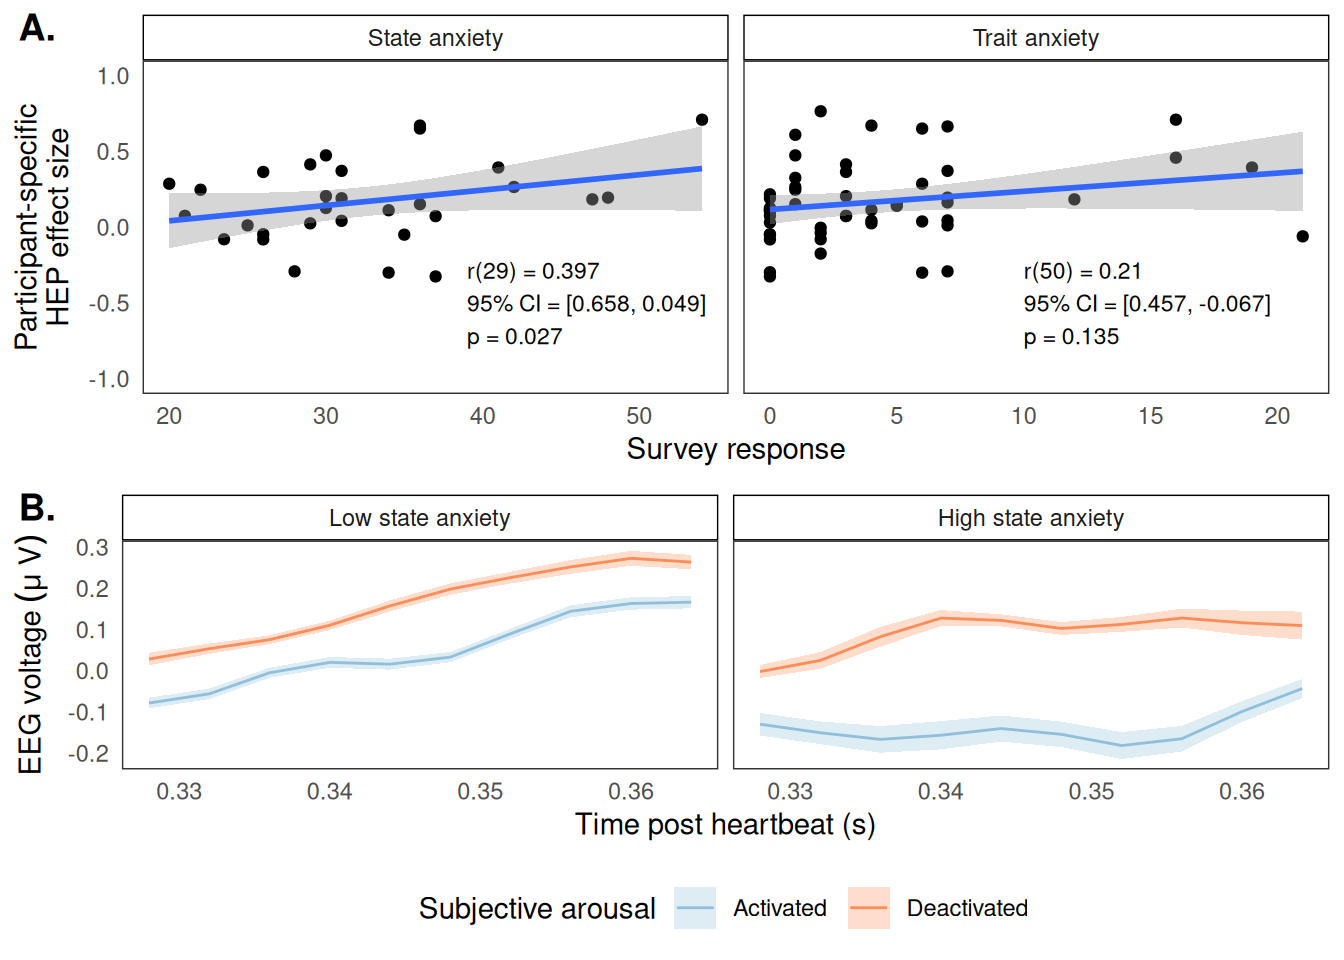 A.
State anxiety
Trait anxiety
Participant-specific
HEP effect size
1.0
0.5
0.0
-0.5
-1.0
r(29) = 0.397
95% CI = [0.658, 0.049]
p = 0.027
r(50) = 0.21
95% CI = [0.457, -0.067]
p = 0.135
20 30 40 50
0 5 10 15 20
Survey response
B.
Low state anxiety
High state anxiety
EEG voltage (μ V)
0.3
0.2
0.1
0.0
-0.1
-0.2
0.33 0.34 0.35 0.36
0.33 0.34 0.35 0.36
Time post heartbeat (s)
Subjective arousal Activated Deactivated